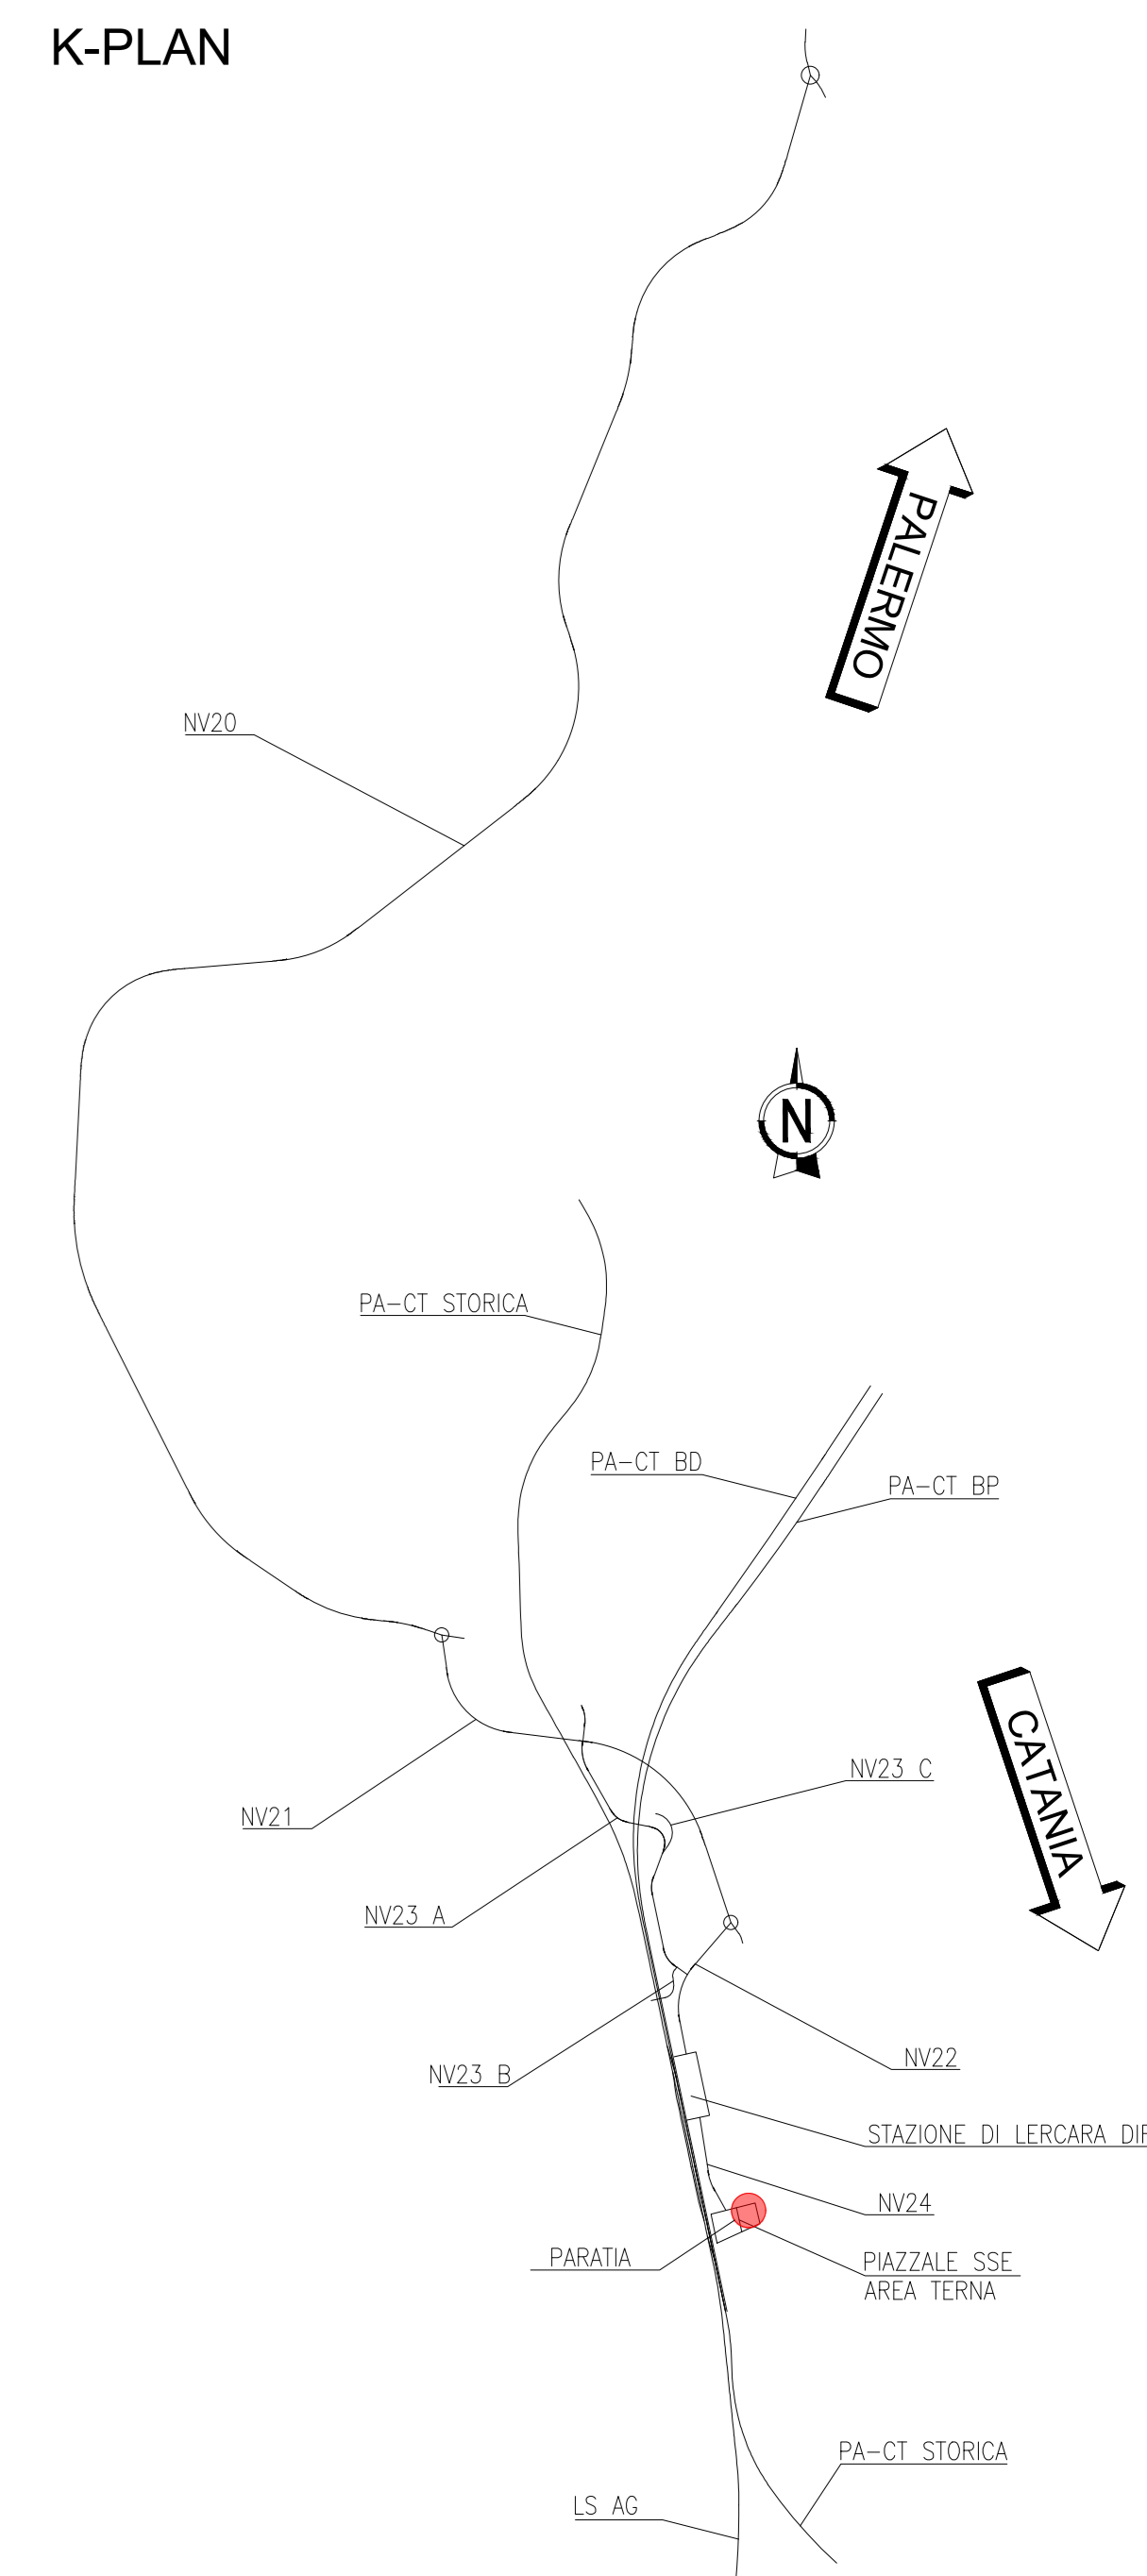 K-PLAN
PALERMO
NV20
N
PA-CT STORICA
PA-CT BD
PA-CT BP
CATANIA
NV23 C
NV21
NV23 A
NV22
NV23 B
STAZIONE DI LERCARA
NV24
PARATIA
PIAZZALE SSE
AREA TERNA
PA-CT STORICA
LS AG